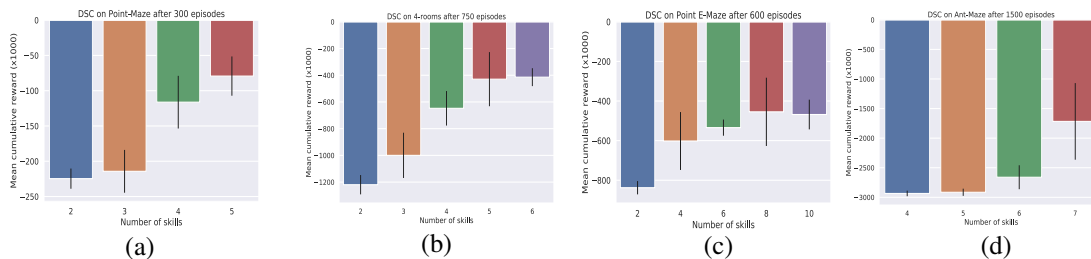 DSC on Point-Maze after 300 episodes
Mean cumulative reward (x1000)
0
−50
−100
−150
−200
−250
2 3 4 5
Number of skills
(a)
DSC on 4-rooms after 750 episodes
Mean cumulative reward (x1000)
0
−200
−400
−600
−800
−1000
−1200
2 3 4 5 6
Number of skills
(b)
DSC on Point E-Maze after 600 episodes
Mean cumulative reward (x1000)
0
−200
−400
−600
−800
2 4 6 8 10
Number of skills
(c)
DSC on Ant-Maze after 1500 episodes
Mean cumulative reward (x1000)
0
−500
−1000
−1500
−2000
−2500
−3000
4 5 6 7
Number of skills
(d)